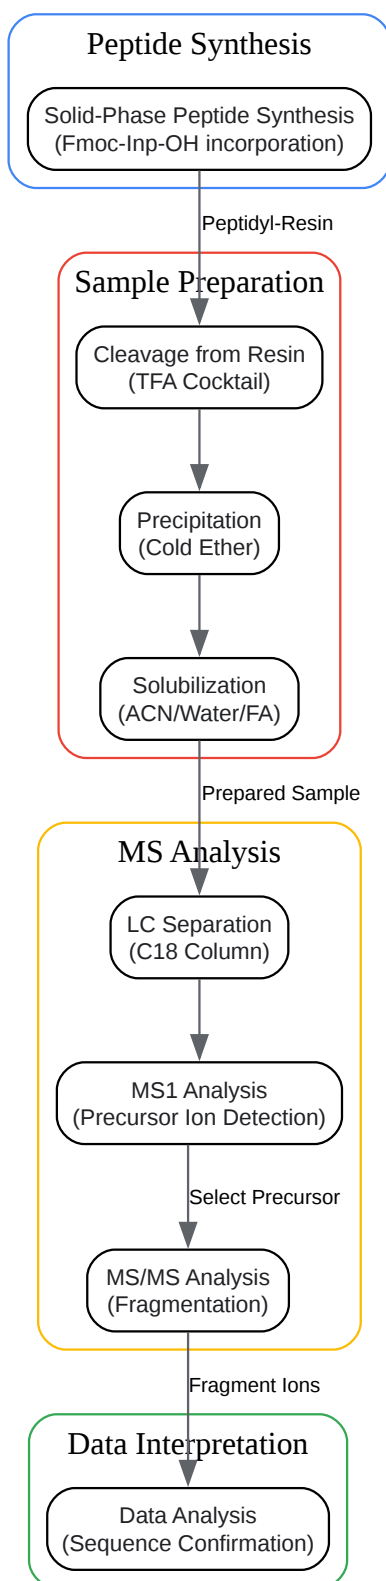 Peptide Synthesis
Solid-Phase Peptide Synthesis
(Fmoc-Inp-OH incorporation)
Peptidyl-Resin
Sample Preparation
Cleavage from Resin
(TFA Cocktail)
Precipitation
(Cold Ether)
Solubilization
(ACN/Water/FA)
Prepared Sample
MS Analysis
LC Separation
(C18 Column)
MS1 Analysis
(Precursor Ion Detection)
Select Precursor
MS/MS Analysis
(Fragmentation)
Fragment Ions
Data Interpretation
Data Analysis
(Sequence Confirmation)